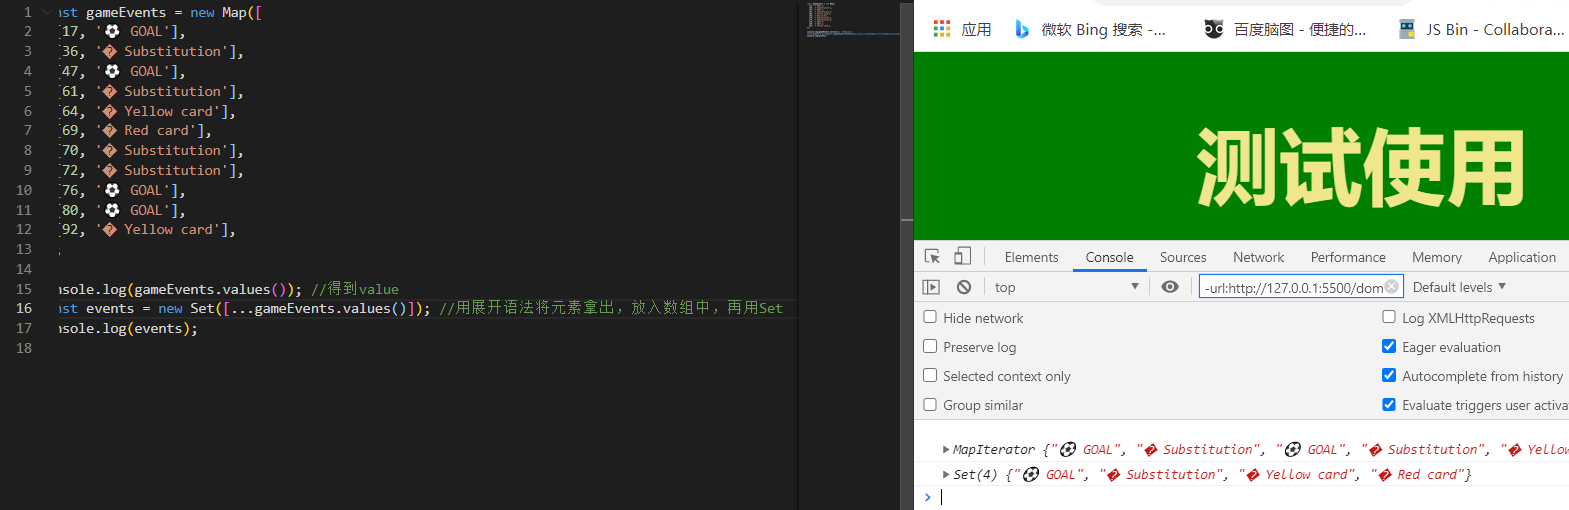 1 nst gameEvents = new Map([
2 [17, '⚽ GOAL'],
3 [36, '� Substitution'],
4 [47, '⚽ GOAL'],
5 [61, '� Substitution'],
6 [64, '� Yellow card'],
7 [69, '� Red card'],
8 [70, '� Substitution'],
9 [72, '� Substitution'],
10 [76, '⚽ GOAL'],
11 [80, '⚽ GOAL'],
12 [92, '� Yellow card'],
13 ;
14
15 nsole.log(gameEvents.values()); //得到value
16 nst events = new Set([...gameEvents.values()]); //用展开语法将元素拿出，放入数组中，再用Set
17 nsole.log(events);
18
应用 微软 Bing 搜索 -... 百度脑图 - 便捷的... JS Bin - Collabora...
测试使用
Elements Console Sources Network Performance Memory Application
top -url:http://127.0.0.1:5500/dom Default levels ▼
Hide network Log XMLHttpRequests
Preserve log Eager evaluation
Selected context only Autocomplete from history
Group similar Evaluate triggers user activa
MapIterator {"⚽ GOAL", "� Substitution", "⚽ GOAL", "� Substitution", "� Yellow
Set(4) {"⚽ GOAL", "� Substitution", "� Yellow card", "� Red card"}